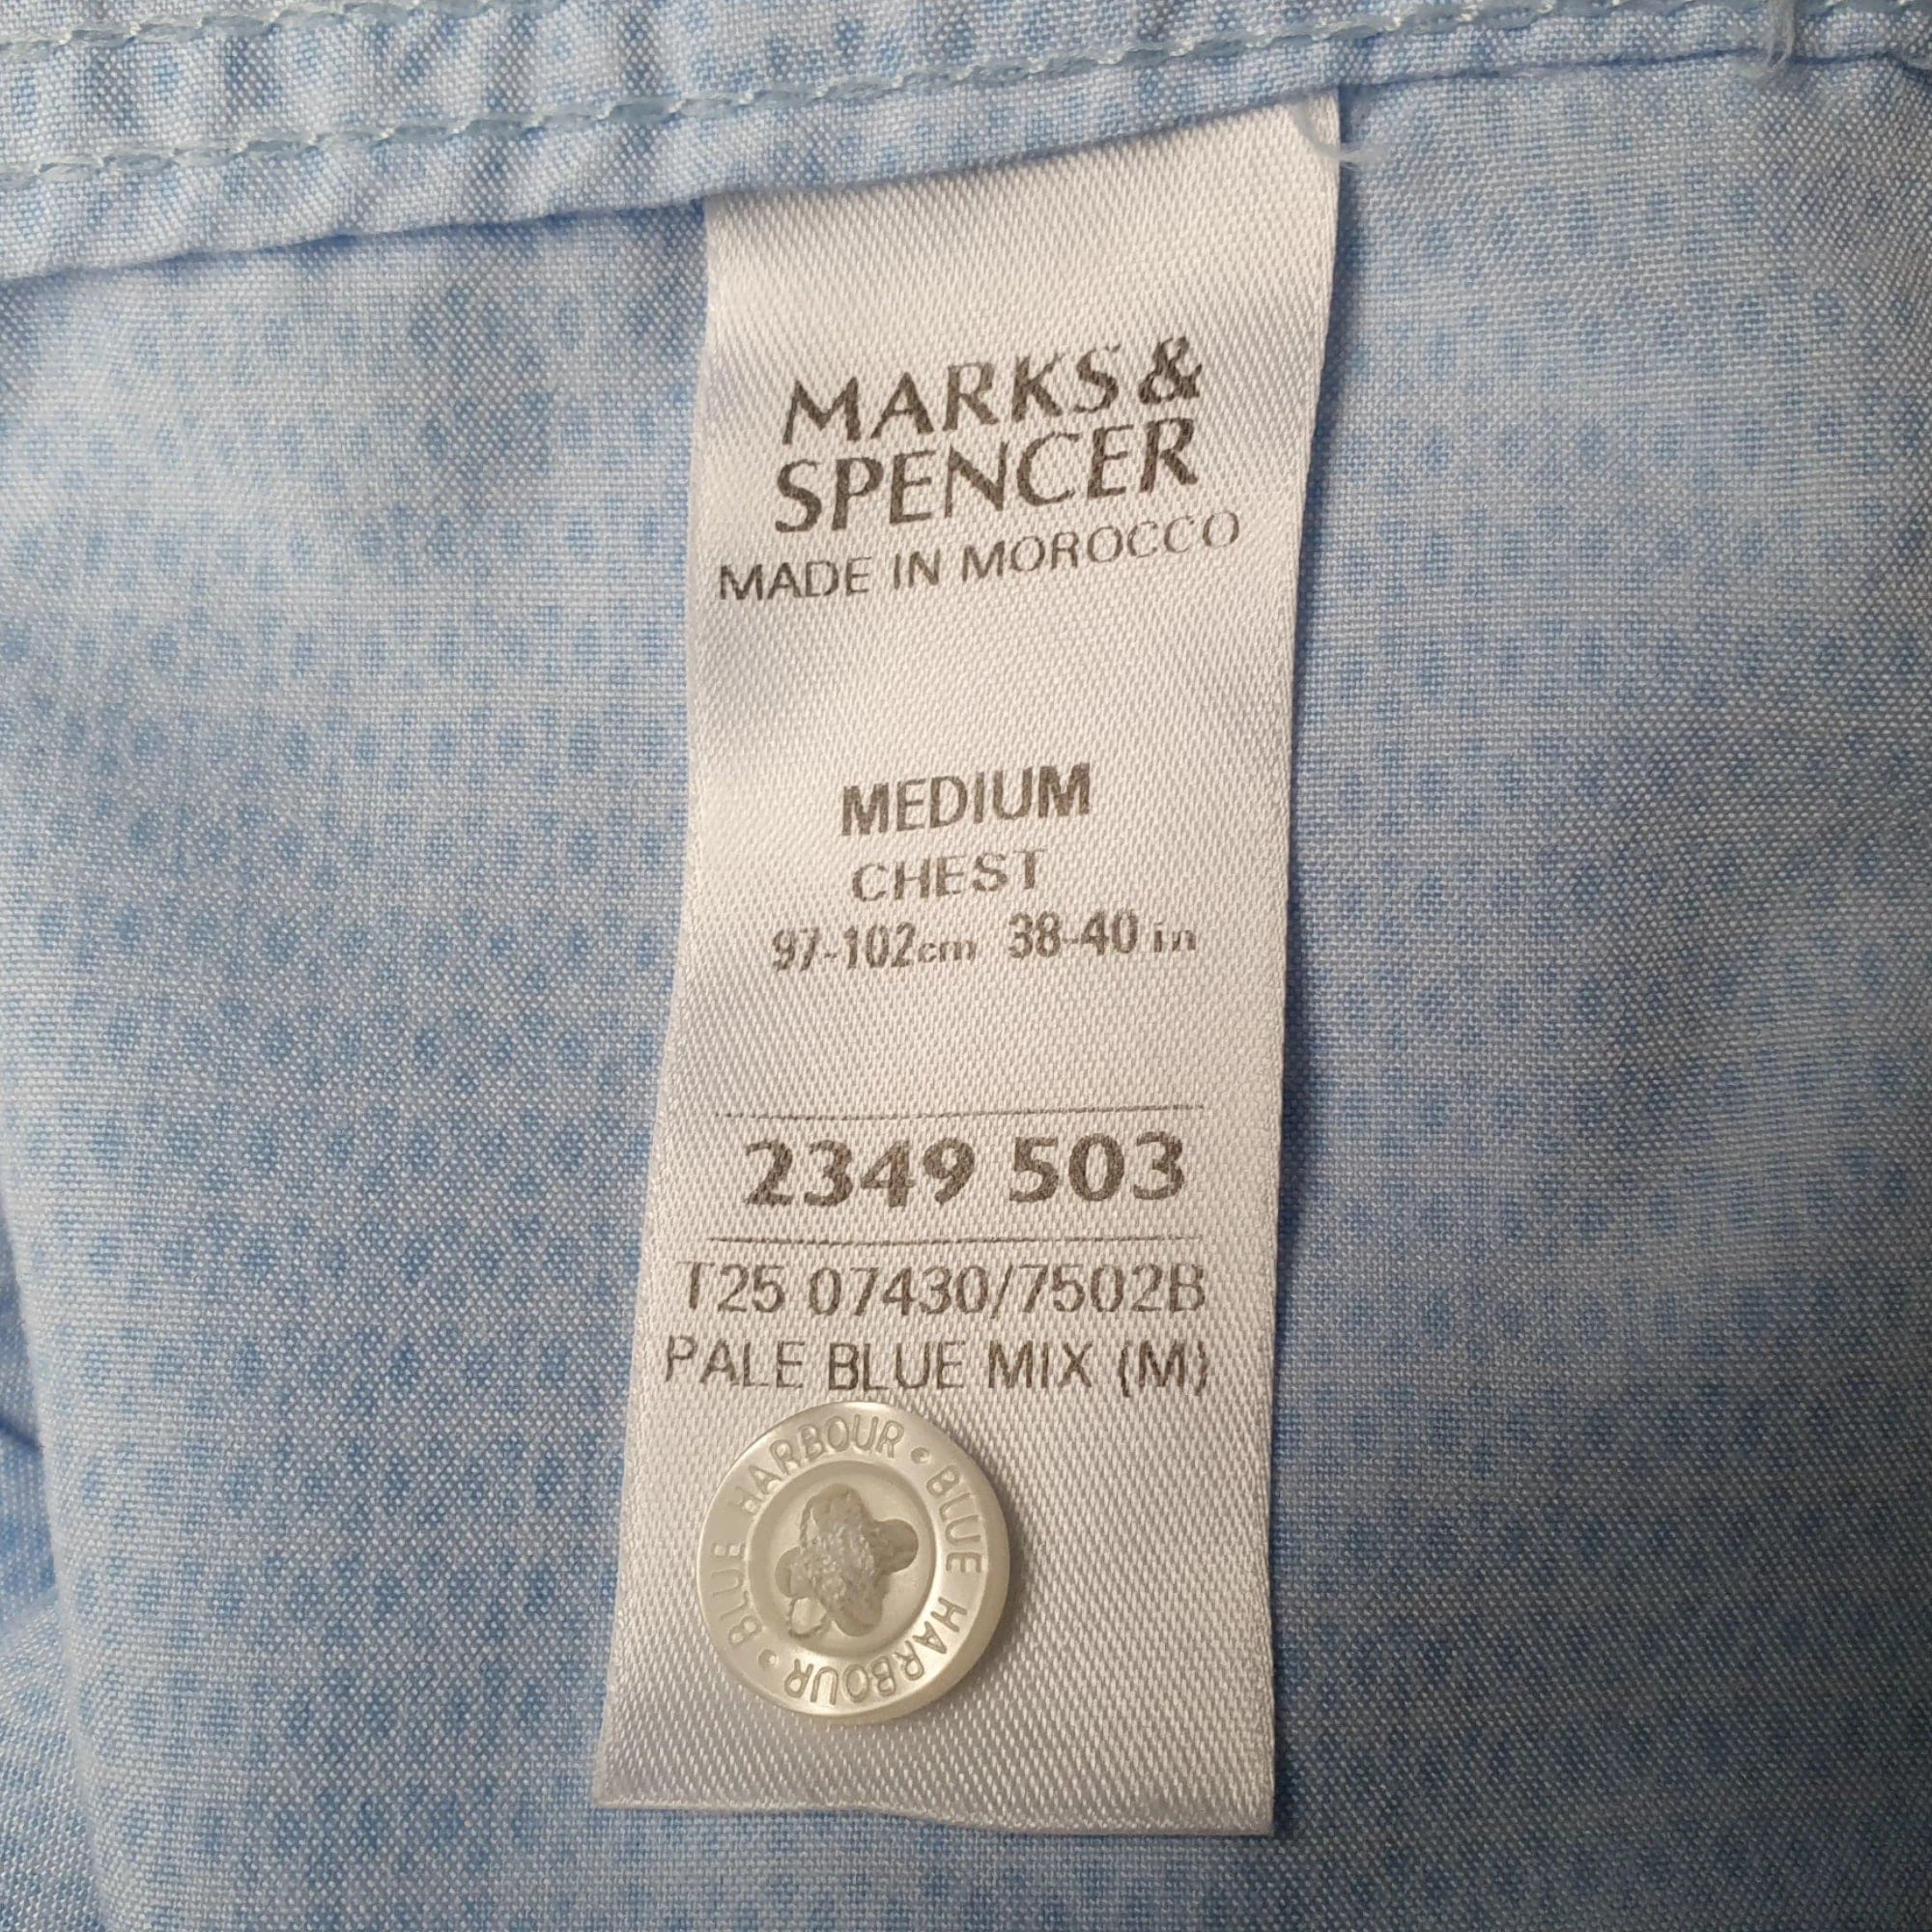 MARKS &
SPENCER
MADE IN MOROCCO
MEDIUM
CHEST
97-102cm 38-40 in
2349 503
T25 07430/7502B
PALE BLUE MIX (M)
BLUE HARBOUR • BLUE HARBOUR •